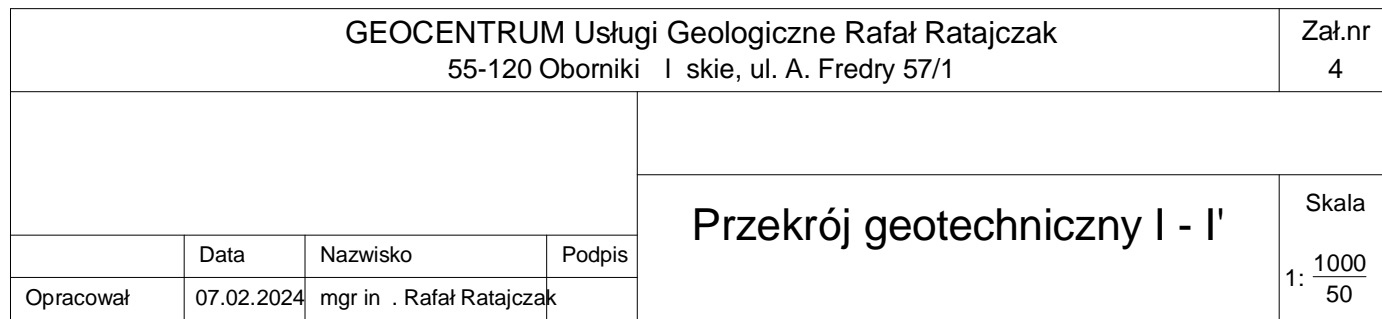 GEOCENTRUM Usługi Geologiczne Rafał Ratajczak
55-120 Oborniki l skie, ul. A. Fredry 57/1
Zał.nr
4
Przekrój geotechniczny I - I'
Skala
1: 1000
50
Data Nazwisko Podpis
Opracował 07.02.2024 mgr in . Rafał Ratajczak